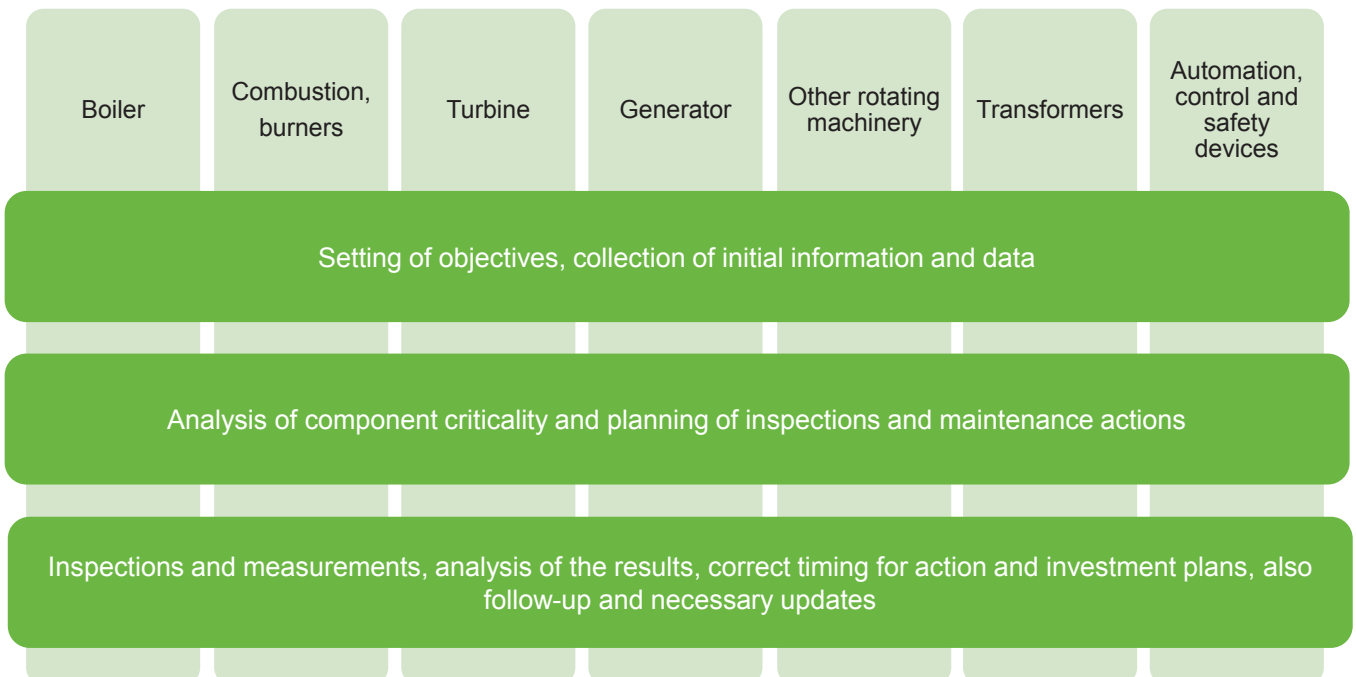 Boiler
Combustion,
burners
Turbine
Generator
Other rotating
machinery
Transformers
Automation,
control and
safety
devices
Setting of objectives, collection of initial information and data
Analysis of component criticality and planning of inspections and maintenance actions
Inspections and measurements, analysis of the results, correct timing for action and investment plans, also
follow-up and necessary updates